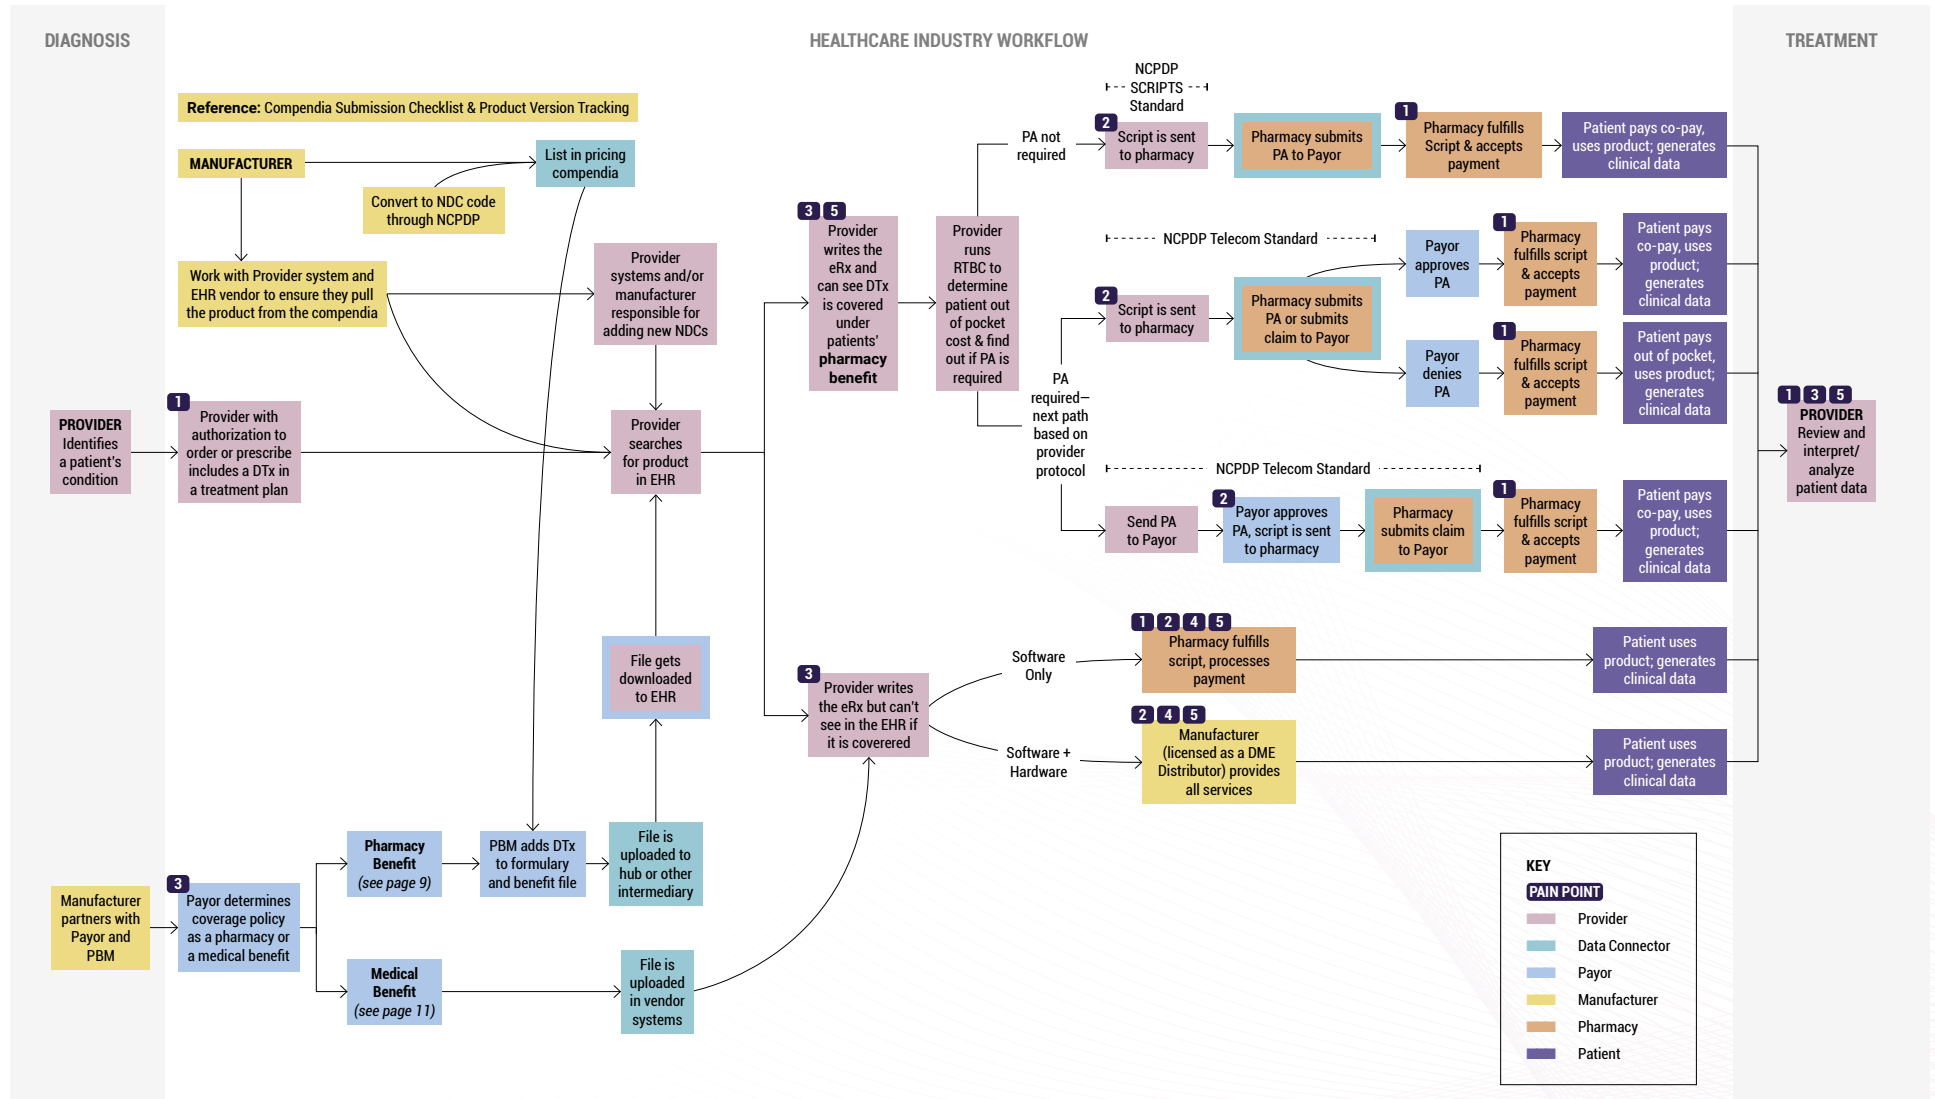 DIAGNOSIS
HEALTHCARE INDUSTRY WORKFLOW
TREATMENT
Reference: Compendia Submission Checklist & Product Version Tracking
MANUFACTURER
List in pricing
compendia
Convert to NDC code
through NCPDP
Work with Provider system and
EHR vendor to ensure they pull
the product from the compendia
Provider
systems and/or
manufacturer
responsible for
adding new NDCs
PROVIDER
Identifies
a patient's
condition
1
Provider with
authorization to
order or prescribe
includes a DTx in
a treatment plan
Provider
searches
for product
in EHR
File gets
downloaded
to EHR
Manufacturer
partners with
Payor and
PBM
3
Payor determines
coverage policy
as a pharmacy or
a medical benefit
Pharmacy
Benefit
(see page 9)
PBM adds DTx
to formulary
and benefit file
File is
uploaded to
hub or other
intermediary
Medical
Benefit
(see page 11)
File is
uploaded
in vendor
systems
3 5
Provider
writes the
eRx and
can see DTx
is covered
under
patients'
pharmacy
benefit
Provider
runs
RTBC to
determine
patient out
of pocket
cost & find
out if PA is
required
PA not
required
NCPDP
SCRIPTS
Standard
2
Script is sent
to pharmacy
Pharmacy submits
PA to Payor
1
Pharmacy fulfills
Script & accepts
payment
Patient pays co-pay,
uses product; generates
clinical data
PA
required—
next path
based on
provider
protocol
NCPDP Telecom Standard
2
Script is sent
to pharmacy
Pharmacy submits
PA or submits
claim to Payor
Payor
approves
PA
1
Pharmacy
fulfills script
& accepts
payment
Patient pays
co-pay, uses
product;
generates
clinical data
Payor
denies
PA
1
Pharmacy
fulfills script
& accepts
payment
Patient pays
out of pocket,
uses product;
generates
clinical data
NCPDP Telecom Standard
Send PA
to Payor
2
Payor approves
PA, script is sent
to pharmacy
Pharmacy
submits claim
to Payor
1
Pharmacy
fulfills script
& accepts
payment
Patient pays
co-pay, uses
product;
generates
clinical data
3
Provider writes
the eRx but can't
see in the EHR if
it is coverered
Software
Only
1 2 4 5
Pharmacy fulfills
script, processes
payment
Patient uses
product; generates
clinical data
Software +
Hardware
2 4 5
Manufacturer
(licensed as a DME
Distributor) provides
all services
Patient uses
product; generates
clinical data
1 3 5
PROVIDER
Review and
interpret/
analyze
patient data
KEY
PAIN POINT
Provider
Data Connector
Payor
Manufacturer
Pharmacy
Patient